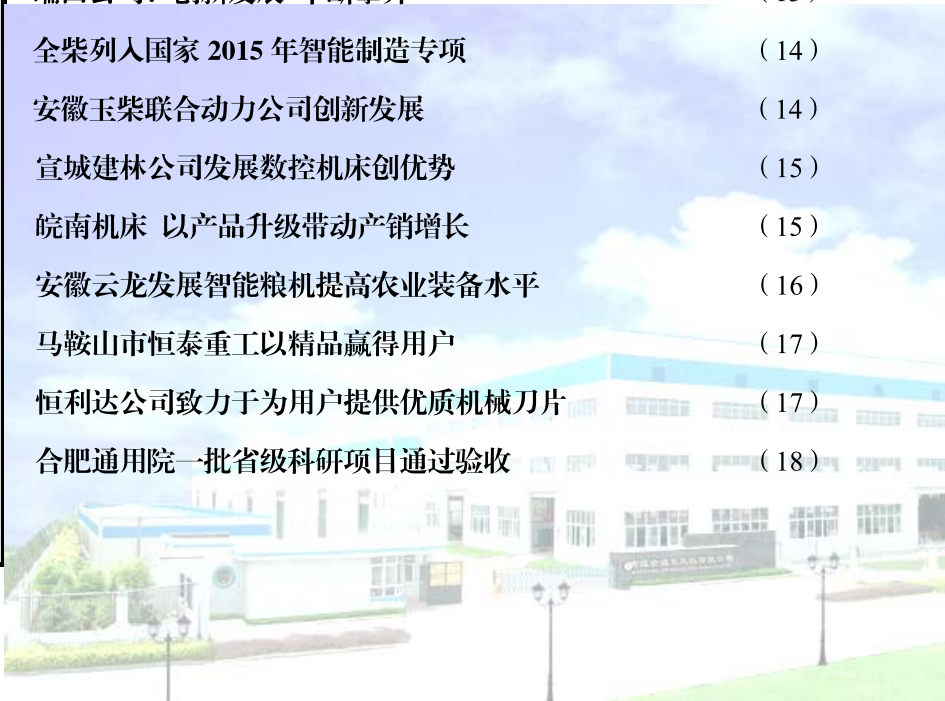 全柴列入国家 2015 年智能制造专项 （14）
安徽玉柴联合动力公司创新发展 （14）
宣城建林公司发展数控机床创优势 （15）
皖南机床 以产品升级带动产销增长 （15）
安徽云龙发展智能粮机提高农业装备水平 （16）
马鞍山市恒泰重工以精品赢得用户 （17）
恒利达公司致力于为用户提供优质机械刀片 （17）
合肥通用院一批省级科研项目通过验收 （18）